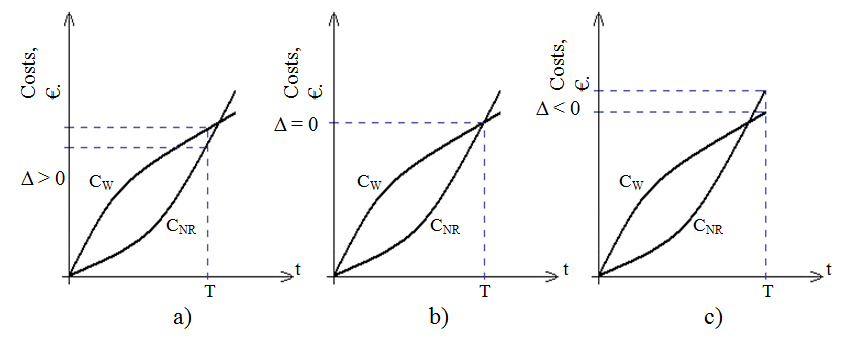 Costs,
€.
Δ > 0
C_W
C_NR
t
T
a)
Costs,
€.
Δ = 0
C_W
C_NR
t
T
b)
Costs,
€.
Δ < 0
C_W
C_NR
t
T
c)